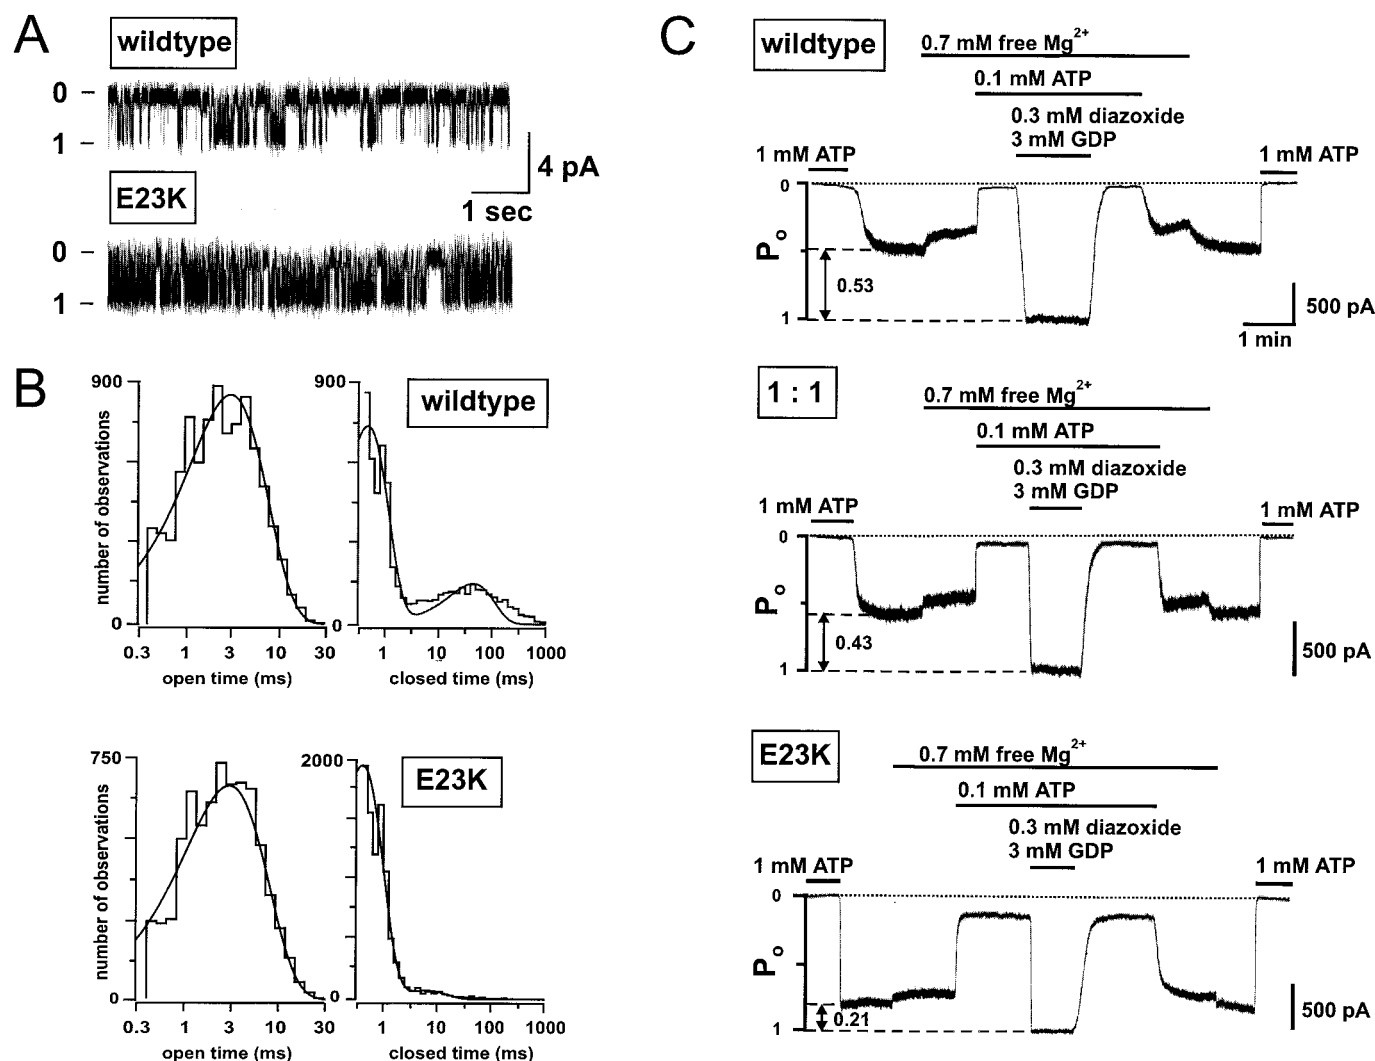 A
wildtype
0
1
4 pA
1 sec
E23K
0
1
B
900
0
number of observations
0.3 1 3 10 30
open time (ms)
900
0
wildtype
1 10 100 1000
closed time (ms)
750
0
number of observations
0.3 1 3 10 30
open time (ms)
2000
0
E23K
1 10 100 1000
closed time (ms)
C
wildtype
0.7 mM free Mg2+
0.1 mM ATP
0.3 mM diazoxide
3 mM GDP
1 mM ATP
1 mM ATP
0
Po
0.53
1
500 pA
1 min
1 : 1
0.7 mM free Mg2+
0.1 mM ATP
0.3 mM diazoxide
3 mM GDP
1 mM ATP
1 mM ATP
0
Po
0.43
1
500 pA
E23K
0.7 mM free Mg2+
0.1 mM ATP
0.3 mM diazoxide
3 mM GDP
1 mM ATP
1 mM ATP
0
Po
0.21
1
500 pA